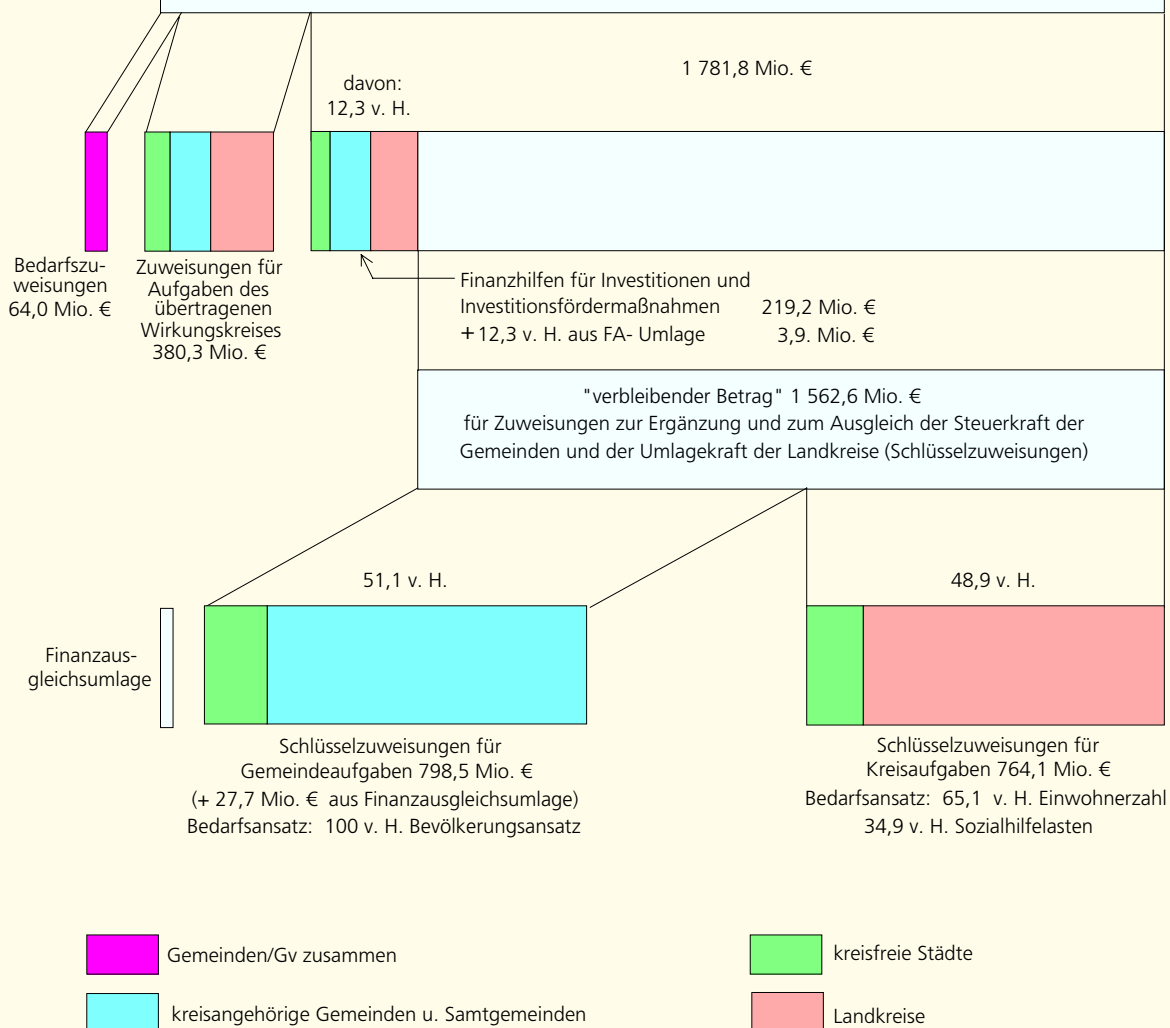 1 781,8 Mio. €
davon:
12,3 v. H.
Bedarfszu-
weisungen
64,0 Mio. €
Zuweisungen für
Aufgaben des
übertragenen
Wirkungskreises
380,3 Mio. €
Finanzhilfen für Investitionen und
Investitionsfördermaßnahmen 219,2 Mio. €
+12,3 v. H. aus FA- Umlage 3,9. Mio. €
"verbleibender Betrag" 1 562,6 Mio. €
für Zuweisungen zur Ergänzung und zum Ausgleich der Steuerkraft der
Gemeinden und der Umlagekraft der Landkreise (Schlüsselzuweisungen)
51,1 v. H.
48,9 v. H.
Finanzaus-
gleichsumlage
Schlüsselzuweisungen für
Gemeindeaufgaben 798,5 Mio. €
(+ 27,7 Mio. € aus Finanzausgleichsumlage)
Bedarfsansatz: 100 v. H. Bevölkerungsansatz
Schlüsselzuweisungen für
Kreisaufgaben 764,1 Mio. €
Bedarfsansatz: 65,1 v. H. Einwohnerzahl
34,9 v. H. Sozialhilfelasten
Gemeinden/Gv zusammen
kreisfreie Städte
kreisangehörige Gemeinden u. Samtgemeinden
Landkreise